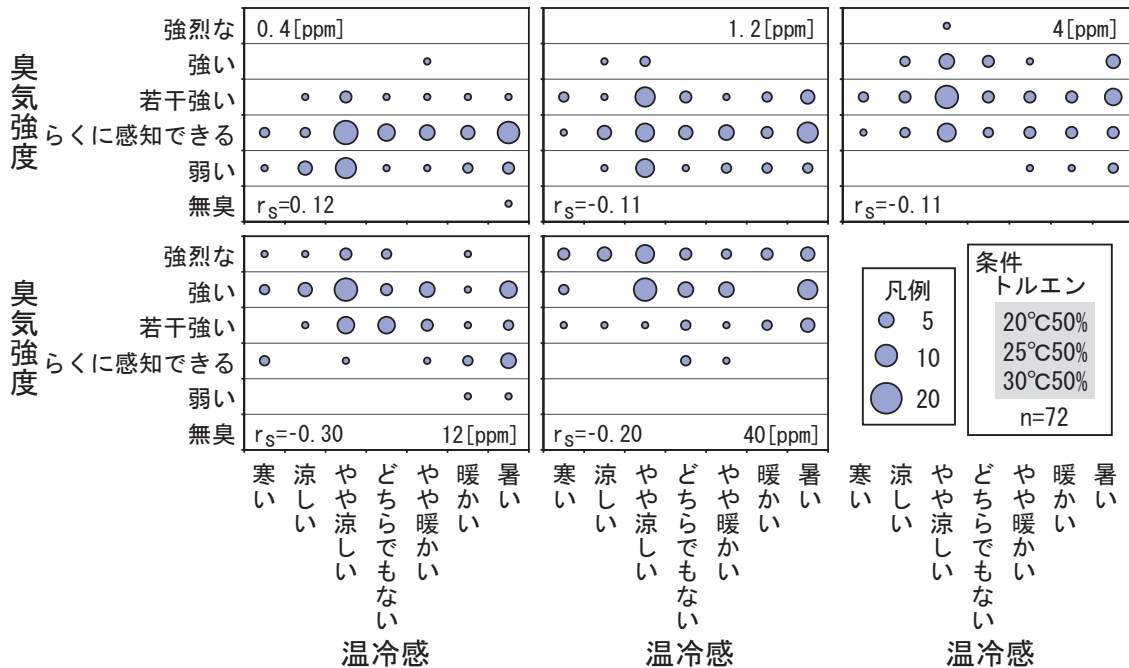 臭気強度
強烈な
強い
若干強い
らくに感知できる
弱い
無臭
0.4[ppm]
rS=0.12
1.2[ppm]
rS=-0.11
4[ppm]
rS=-0.11
臭気強度
強烈な
強い
若干強い
らくに感知できる
弱い
無臭
rS=-0.30 12[ppm]
rS=-0.20 40[ppm]
凡例
5
10
20
条件
トルエン
20℃50%
25℃50%
30℃50%
n=72
寒い
涼しい
やや涼しい
どちらでもない
やや暖かい
暖かい
暑い
寒い
涼しい
やや涼しい
どちらでもない
やや暖かい
暖かい
暑い
寒い
涼しい
やや涼しい
どちらでもない
やや暖かい
暖かい
暑い
温冷感
温冷感
温冷感